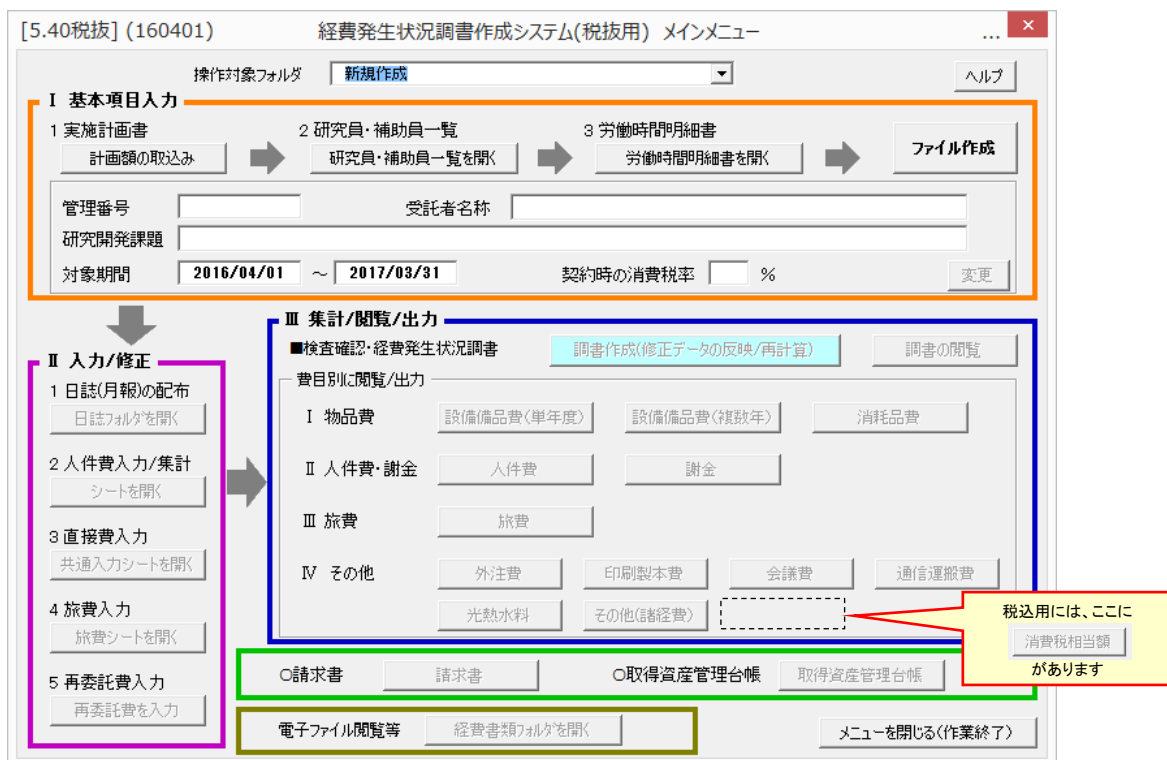 [5.40税抜] (160401) 経費発生状況調書作成システム(税抜用) メインメニュー ... ×
操作対象フォルダ 新規作成 ヘルプ
Ⅰ 基本項目入力
1 実施計画書 2 研究員・補助員一覧 3 労働時間明細書
計画額の取込み 研究員・補助員一覧を開く 労働時間明細書を開く ファイル作成
管理番号 受託者名称
研究開発課題
対象期間 2016/04/01 ～ 2017/03/31 契約時の消費税率 % 変更
Ⅱ 入力/修正
1 日誌(月報)の配布
日誌フォルダを開く
2 人件費入力/集計
シートを開く
3 直接費入力
共通入力シートを開く
4 旅費入力
旅費シートを開く
5 再委託費入力
再委託費を入力
Ⅲ 集計/閲覧/出力
■検査確認・経費発生状況調書 調書作成(修正データの反映/再計算) 調書の閲覧
費目別に閲覧/出力
Ⅰ 物品費 設備備品費(単年度) 設備備品費(複数年) 消耗品費
Ⅱ 人件費・謝金 人件費 謝金
Ⅲ 旅費 旅費
Ⅳ その他 外注費 印刷製本費 会議費 通信運搬費
光熱水料 その他(諸経費)
税込用には、ここに
消費税相当額
があります
○請求書 請求書 ○取得資産管理台帳 取得資産管理台帳
電子ファイル閲覧等 経費書類フォルダを開く メニューを閉じる(作業終了)